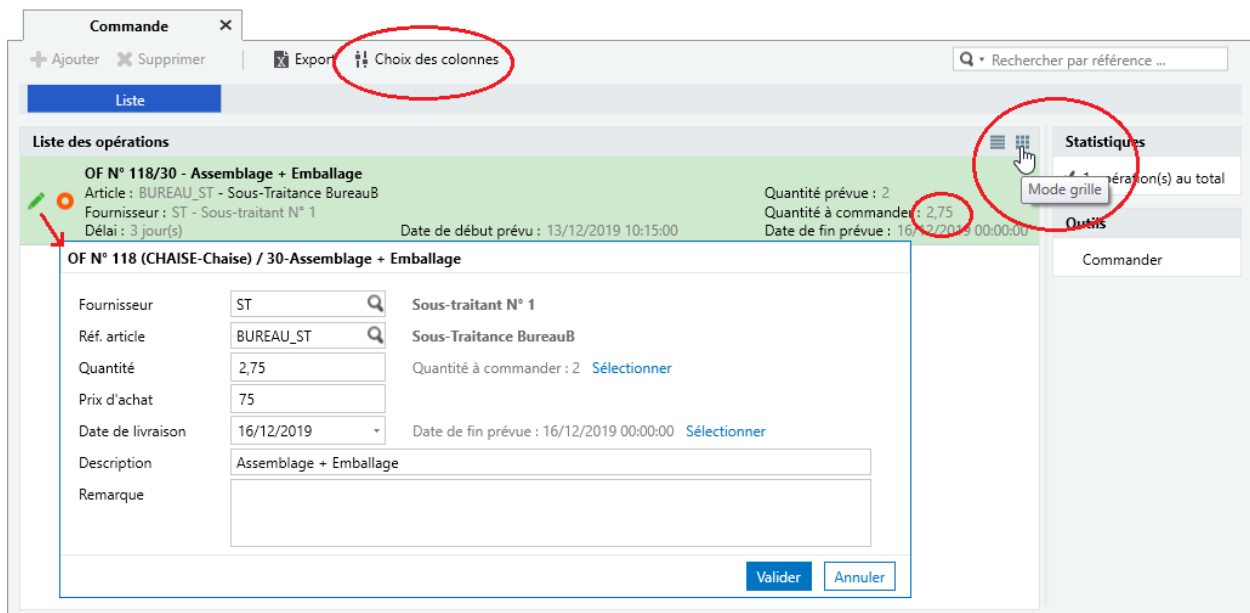 Commande ✕
Ajouter Supprimer Export Choix des colonnes Rechercher par référence ...
Liste
Liste des opérations
Statistiques
OF N° 118/30 - Assemblage + Emballage
Article : BUREAU_ST - Sous-Traitance BureauB Quantité prévue : 2
Fournisseur : ST - Sous-traitant N° 1 Quantité à commander : 2,75
Délai : 3 jour(s) Date de début prévu : 13/12/2019 10:15:00 Date de fin prévue : 16/12/2019 00:00:00
Mode grille
opération(s) au total
Outils
Commander
OF N° 118 (CHAISE-Chaise) / 30-Assemblage + Emballage
Fournisseur ST Sous-traitant N° 1
Réf. article BUREAU_ST Sous-Traitance BureauB
Quantité 2,75 Quantité à commander : 2 Sélectionner
Prix d'achat 75
Date de livraison 16/12/2019 Date de fin prévue : 16/12/2019 00:00:00 Sélectionner
Description Assemblage + Emballage
Remarque
Valider Annuler